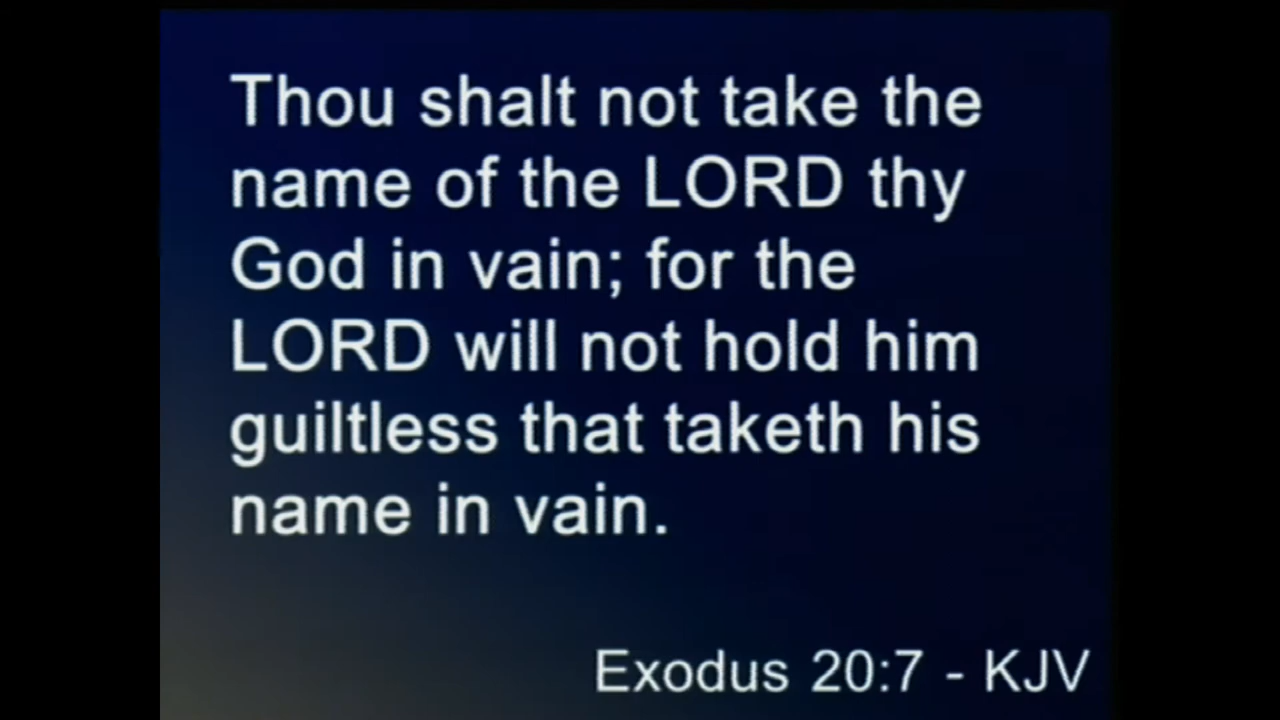 Thou shalt not take the
name of the LORD thy
God in vain; for the
LORD will not hold him
guiltless that taketh his
name in vain.
Exodus 20:7 - KJV